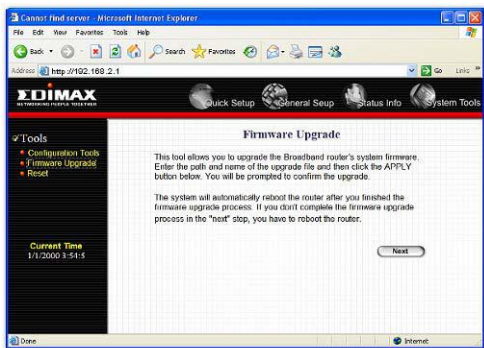 Cannot find server - Microsoft Internet Explorer
File Edit View Favorites Tools Help
Back Search Favorites
Address http://192.168.2.1 Go Links »
EDIMAX
NETWORKING PEOPLE TOGETHER
Quick Setup General Seup Status Info System Tools
Tools
Configuration Tools
Firmware Upgrade
Reset
Current Time
1/1/2000 3:54:5
Firmware Upgrade
This tool allows you to upgrade the Broadband router's system firmware.
Enter the path and name of the upgrade file and then click the APPLY
button below. You will be prompted to confirm the upgrade.
The system will automatically reboot the router after you finished the
firmware upgrade process. If you don't complete the firmware upgrade
process in the "next" step, you have to reboot the router.
Next
Done Internet